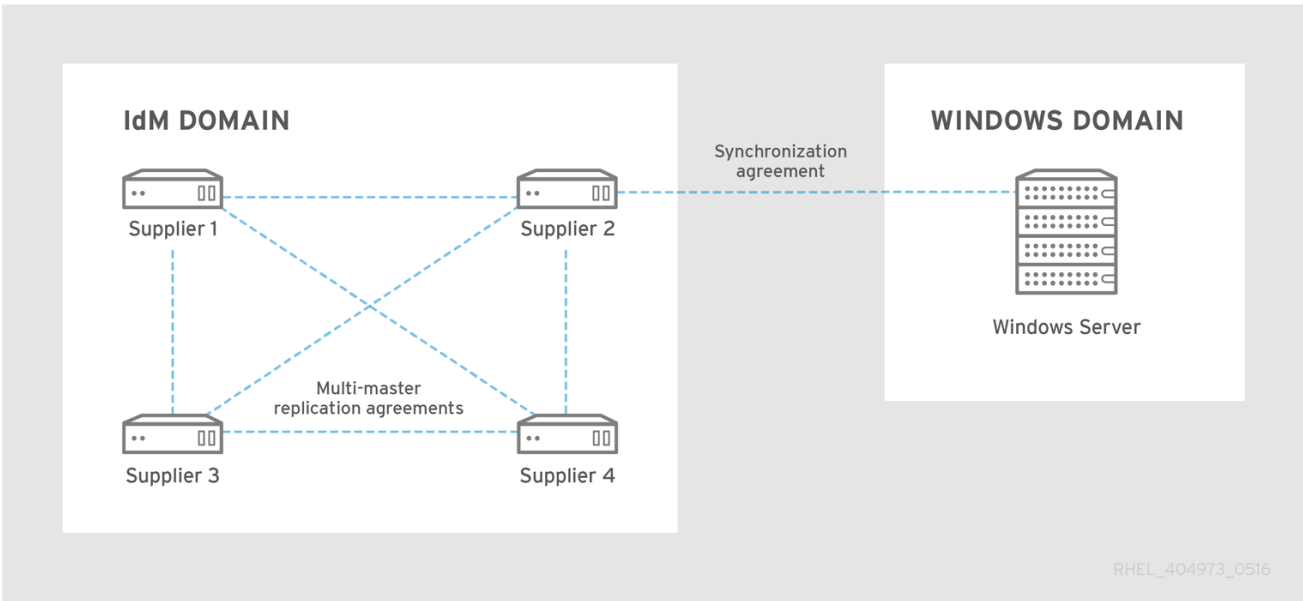 IdM DOMAIN
WINDOWS DOMAIN
Synchronization
agreement
Supplier 1
Supplier 2
Windows Server
Multi-master
replication agreements
Supplier 3
Supplier 4
RHEL_404973_0516